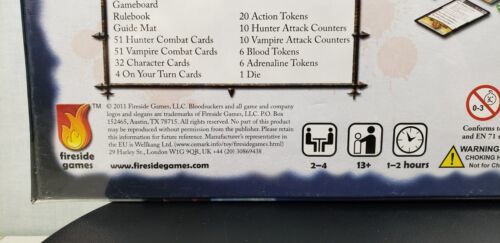 Gameboard
Rulebook
Guide Mat
51 Hunter Combat Cards
51 Vampire Combat Cards
32 Character Cards
4 On Your Turn Cards
20 Action Tokens
10 Hunter Attack Counters
10 Vampire Attack Counters
6 Blood Tokens
6 Adrenaline Tokens
1 Die
TM
fireside
games
© 2011 Fireside Games, LLC. Bloodsuckers and all game and company
logos and slogans are trademarks of Fireside Games, LLC. P.O. Box
152465, Austin, TX 78715. All rights reserved. No part of this product
may be reproduced without permission from the publisher. Please retain
this information for future reference. Manufacturer's representative in
the EU is Wellkang Ltd. (www.cemark.info/toy/firesidegames.html)
29 Harley St., London W1G 9QR, UK +44 (20) 30869438
www.firesidegames.com
2–4
13+
1–2 hours
0-3
Conforms to
and EN 71
WARNING
CHOKING H
Not for Ch